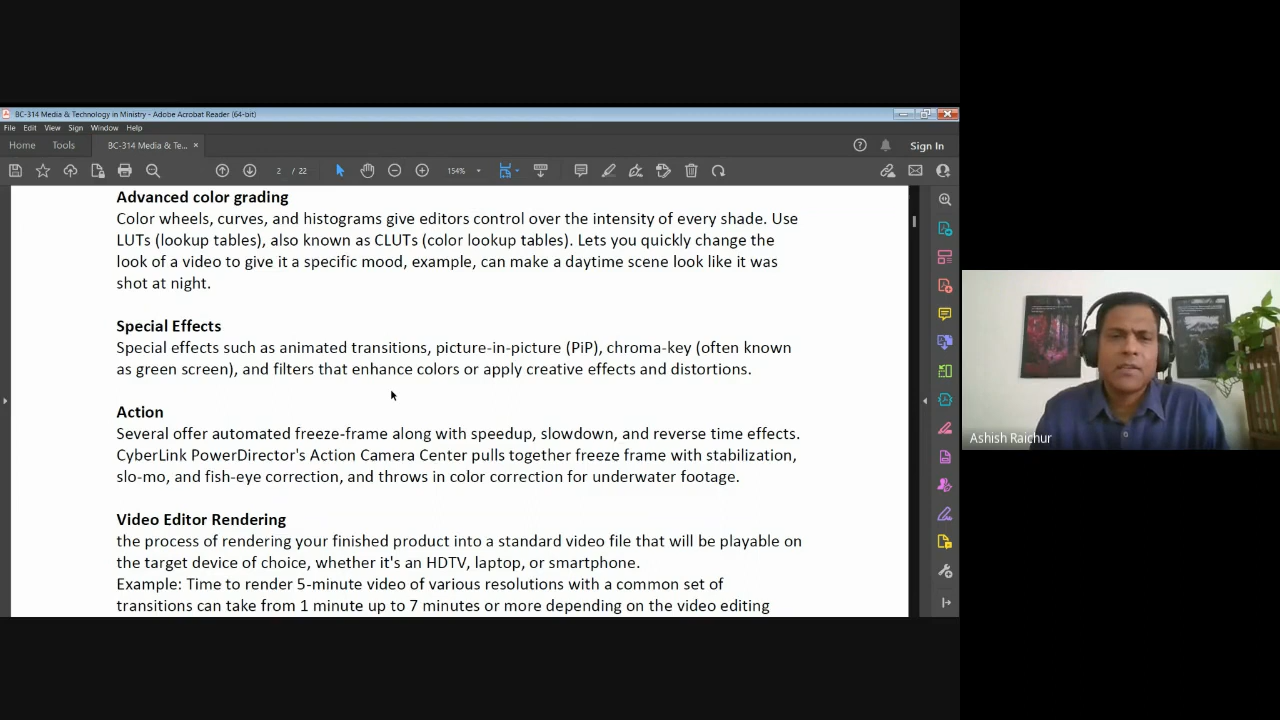 BC-314 Media & Technology in Ministry - Adobe Acrobat Reader (64-bit)
File Edit View Sign Window Help
Home Tools BC-314 Media & Te... × Sign In
2 / 22 154%
Advanced color grading
Color wheels, curves, and histograms give editors control over the intensity of every shade. Use
LUTs (lookup tables), also known as CLUTs (color lookup tables). Lets you quickly change the
look of a video to give it a specific mood, example, can make a daytime scene look like it was
shot at night.
Special Effects
Special effects such as animated transitions, picture-in-picture (PiP), chroma-key (often known
as green screen), and filters that enhance colors or apply creative effects and distortions.
Action
Several offer automated freeze-frame along with speedup, slowdown, and reverse time effects.
CyberLink PowerDirector's Action Camera Center pulls together freeze frame with stabilization,
slo-mo, and fish-eye correction, and throws in color correction for underwater footage.
Video Editor Rendering
the process of rendering your finished product into a standard video file that will be playable on
the target device of choice, whether it's an HDTV, laptop, or smartphone.
Example: Time to render 5-minute video of various resolutions with a common set of
transitions can take from 1 minute up to 7 minutes or more depending on the video editing
Ashish Raichur